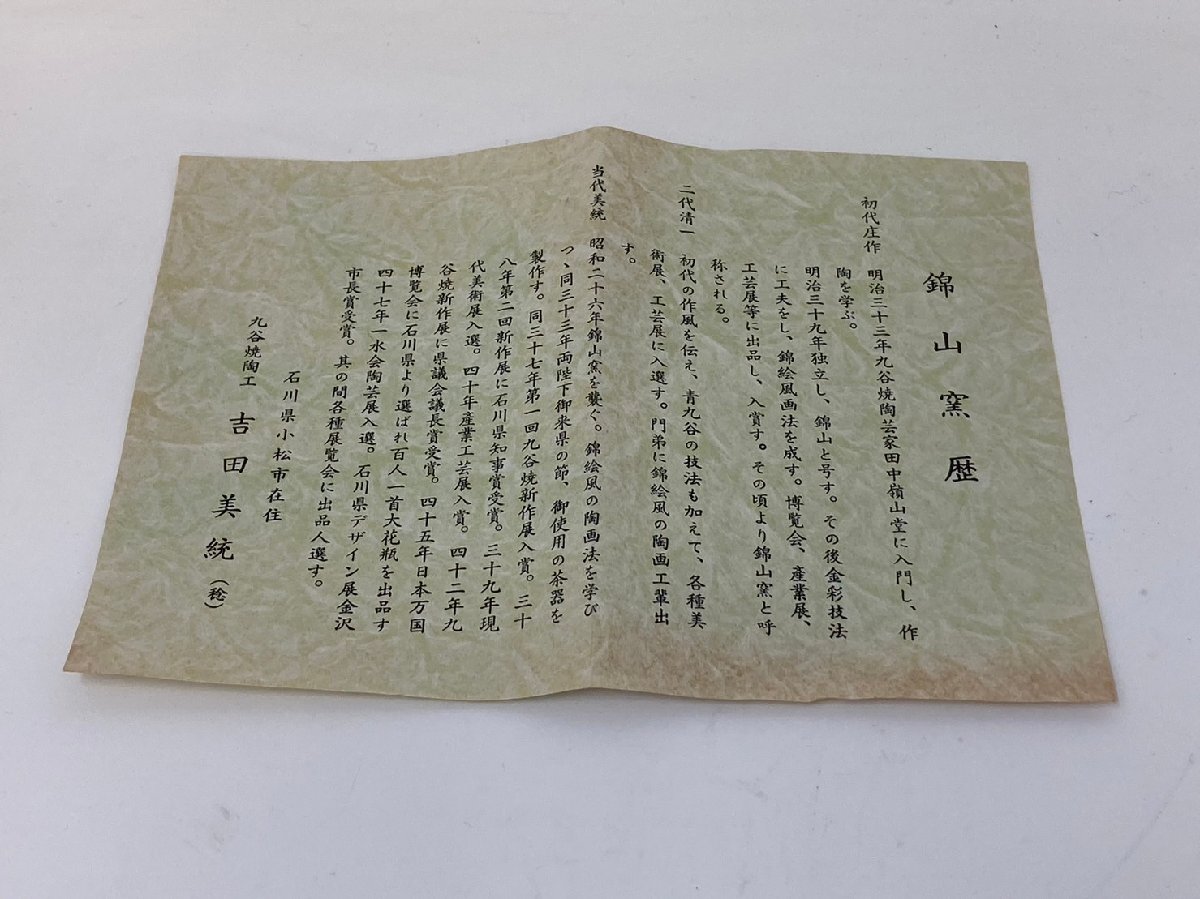 錦山窯歴
初代庄作 明治三十三年九谷焼陶芸家田中嶺山堂に入門し、作
陶を学ぶ。
明治三十九年独立し、錦山と号す。その後金彩技法
に工夫をし、錦絵風画法を成す。博覧会、産業展、
工芸展等に出品し、入賞す。その頃より錦山窯と呼
称される。
二代清一 初代の作風を伝え、青九谷の技法も加えて、各種美
術展、工芸展に入選す。門弟に錦絵風の陶画工輩出
す。
当代美統 昭和二十六年錦山窯を襲ぐ。錦絵風の陶画法を学び
つゝ同三十三年両陛下御来県の節、御使用の茶器を
製作す。同三十七年第一回九谷焼新作展入賞。三十
八年第二回新作展に石川県知事賞受賞。三十九年現
代美術展入選。四十年産業工芸展入賞。四十二年九
谷焼新作展に県議会議長賞受賞。四十五年日本万国
博覧会に石川県より選ばれ百人一首大花瓶を出品す
四十七年一水会陶芸展入選。石川県デザイン展金沢
市長賞受賞。其の間各種展覧会に出品人選す。
石川県小松市在住
九谷焼陶工 吉田美統(稔)